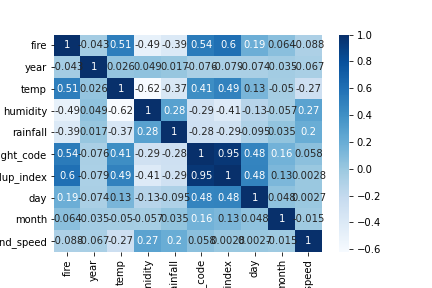 1.0
fire 1 -0.043 0.51 -0.49 -0.39 0.54 0.6 0.19 0.064 -0.088
0.8
year -0.043 1 0.026 0.049 0.017 -0.076 -0.079 -0.074 -0.035 -0.067
temp 0.51 0.026 1 -0.62 -0.37 0.41 0.49 0.13 -0.05 -0.27
0.6
humidity -0.49 0.049 -0.62 1 0.28 -0.29 -0.41 -0.13 -0.057 0.27
0.4
rainfall -0.39 0.017 -0.37 0.28 1 -0.28 -0.29 -0.095 0.035 0.2
0.2
ght_code 0.54 -0.076 0.41 -0.29 -0.28 1 0.95 0.48 0.16 0.058
0.0
dup_index 0.6 -0.079 0.49 -0.41 -0.29 0.95 1 0.48 0.13 0.0028
−0.2
day 0.19 -0.074 0.13 -0.13 -0.095 0.48 0.48 1 0.048 0.0027
month 0.064 -0.035 -0.05 -0.057 0.035 0.16 0.13 0.048 1 -0.015
−0.4
nd_speed -0.088 -0.067 -0.27 0.27 0.2 0.058 0.0028 0.0027 -0.015 1
−0.6
fire year temp midity infall _code index day month speed